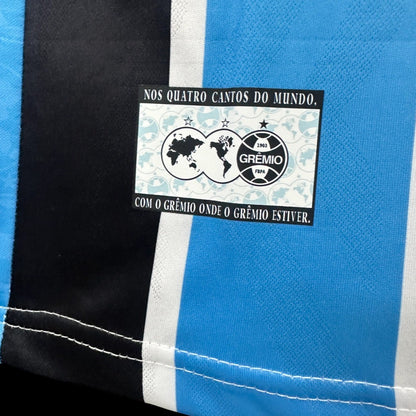 NOS QUATRO CANTOS DO MUNDO.
1903
GRÊMIO
FBPA
COM O GRÊMIO ONDE O GRÊMIO ESTIVER.